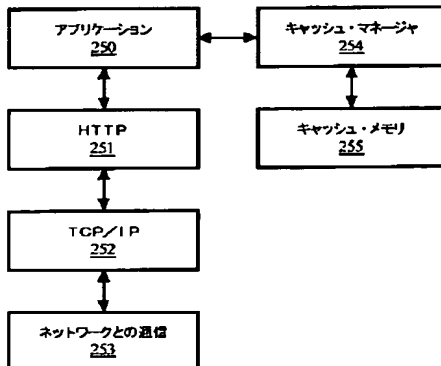 アプリケーション
250
キャッシュ・マネージャ
254
HTTP
251
キャッシュ・メモリ
255
TCP/IP
252
ネットワークとの通信
253